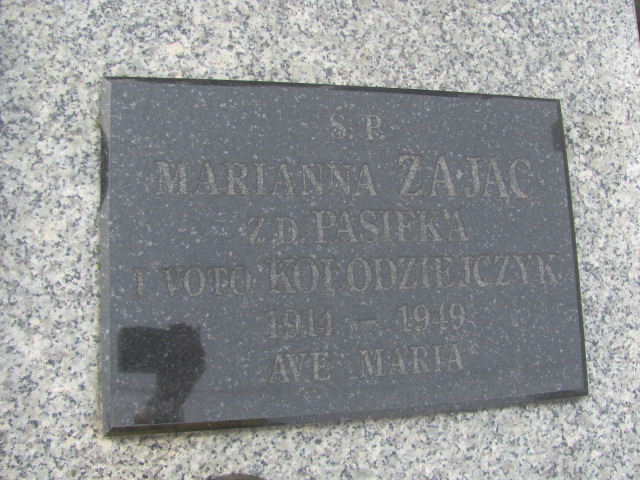 Ś. P.
MARIANNA ZAJĄC
Z D. PASIEKA
I VOTO KOŁODZIEJCZYK
1914 - 1949
AVE MARIA